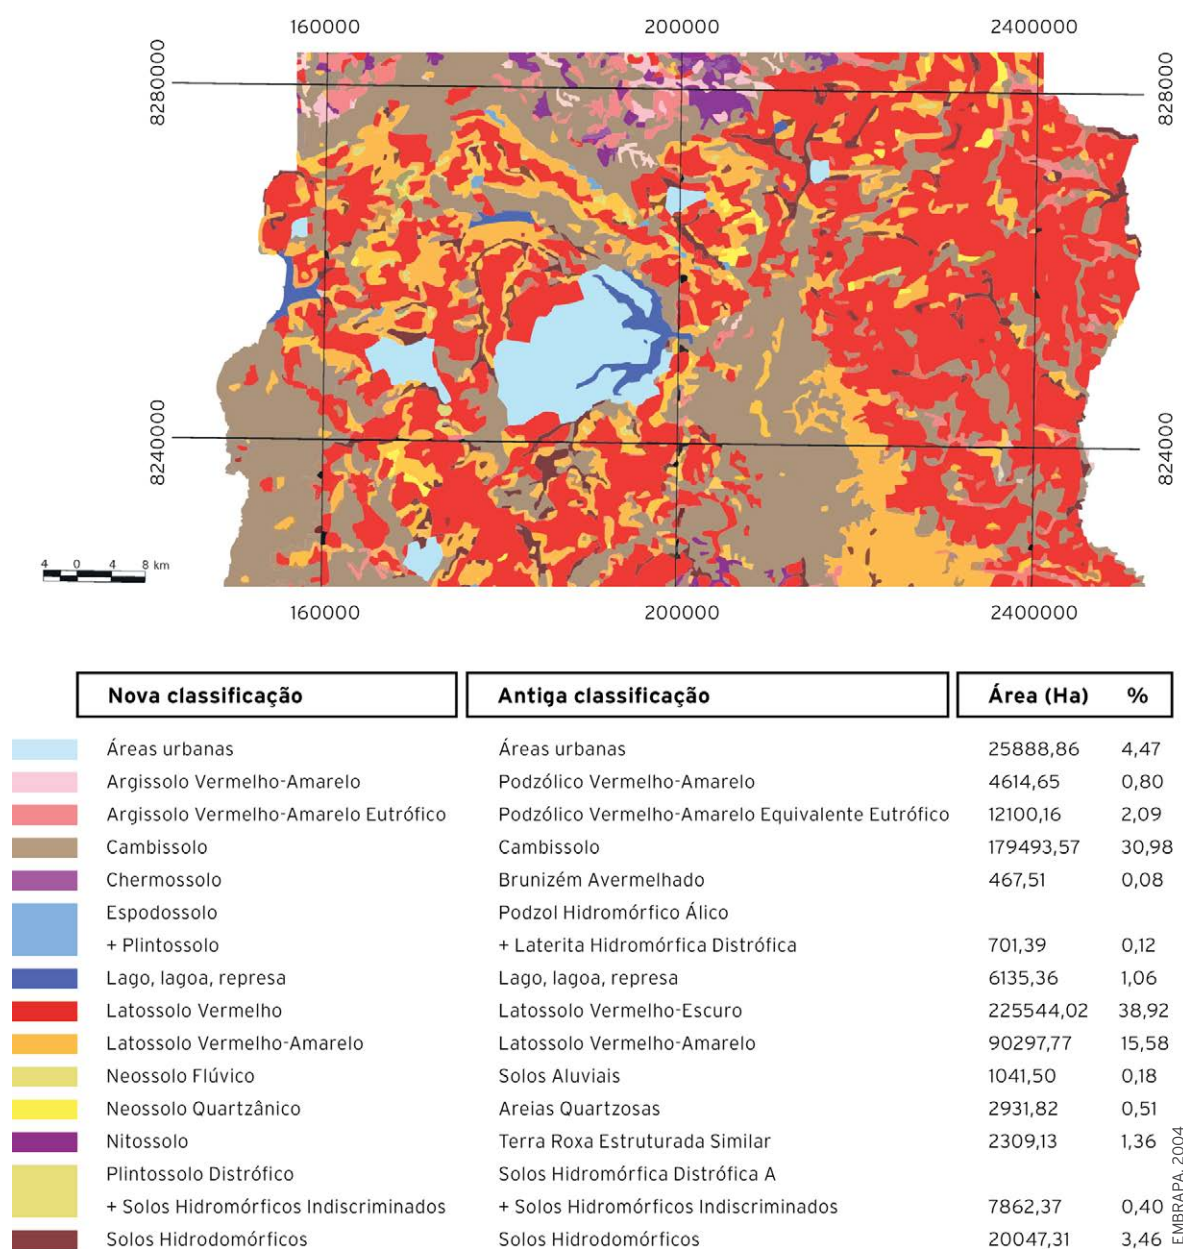 160000 200000 2400000
8280000 828000
8240000 824000
4 0 4 8 km
160000 200000 2400000
Nova classificação Antiga classificação Área (Ha) %
Áreas urbanas Áreas urbanas 25888,86 4,47
Argissolo Vermelho-Amarelo Podzólico Vermelho-Amarelo 4614,65 0,80
Argissolo Vermelho-Amarelo Eutrófico Podzólico Vermelho-Amarelo Equivalente Eutrófico 12100,16 2,09
Cambissolo Cambissolo 179493,57 30,98
Chermossolo Brunizém Avermelhado 467,51 0,08
Espodossolo Podzol Hidromórfico Álico
+ Plintossolo + Laterita Hidromórfica Distrófica 701,39 0,12
Lago, lagoa, represa Lago, lagoa, represa 6135,36 1,06
Latossolo Vermelho Latossolo Vermelho-Escuro 225544,02 38,92
Latossolo Vermelho-Amarelo Latossolo Vermelho-Amarelo 90297,77 15,58
Neossolo Flúvico Solos Aluviais 1041,50 0,18
Neossolo Quartzânico Areias Quartzosas 2931,82 0,51
Nitossolo Terra Roxa Estruturada Similar 2309,13 1,36
Plintossolo Distrófico Solos Hidromórfica Distrófica A
+ Solos Hidromórficos Indiscriminados + Solos Hidromórficos Indiscriminados 7862,37 0,40
Solos Hidrodomórficos Solos Hidrodomórficos 20047,31 3,46
EMBRAPA, 2004